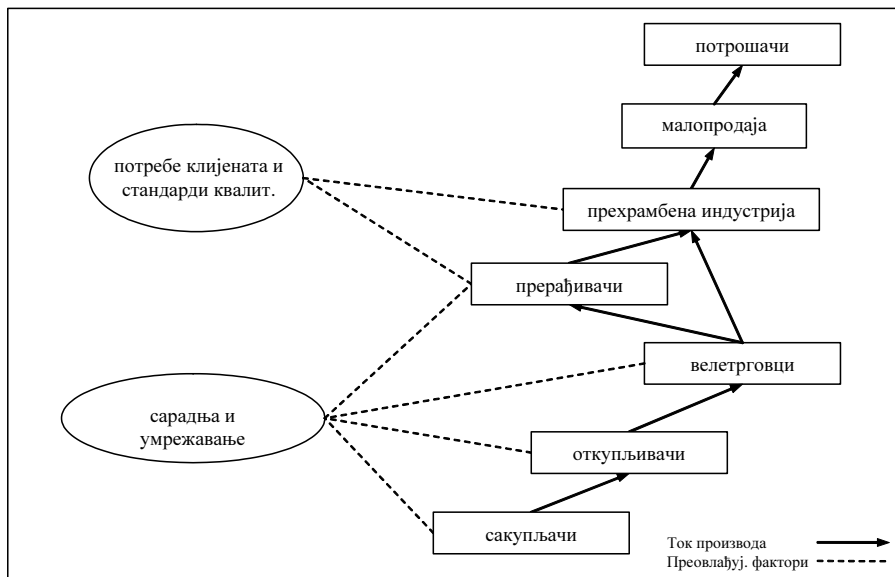 потрошачи
малопродаја
потребе клијената и
стандарди квалит.
прехрамбена индустрија
прерађивачи
велетрговци
сарадња и
умрежавање
откупљивачи
сакупљачи
Ток производа
Преовлађуј. фактори